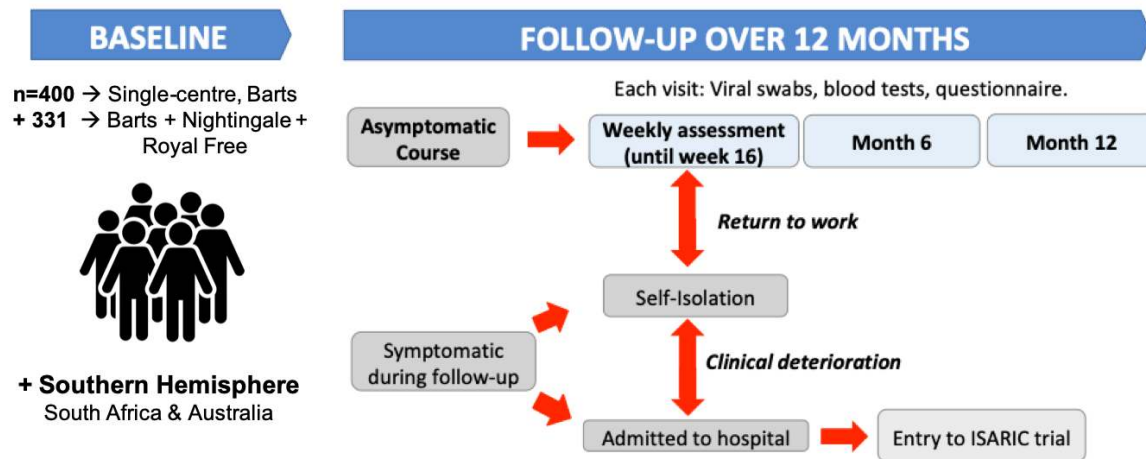 BASELINE
n=400 → Single-centre, Barts
+ 331 → Barts + Nightingale +
Royal Free
+ Southern Hemisphere
South Africa & Australia
FOLLOW-UP OVER 12 MONTHS
Each visit: Viral swabs, blood tests, questionnaire.
Asymptomatic
Course
Weekly assessment
(until week 16)
Month 6
Month 12
Return to work
Self-Isolation
Symptomatic
during follow-up
Clinical deterioration
Admitted to hospital
Entry to ISARIC trial